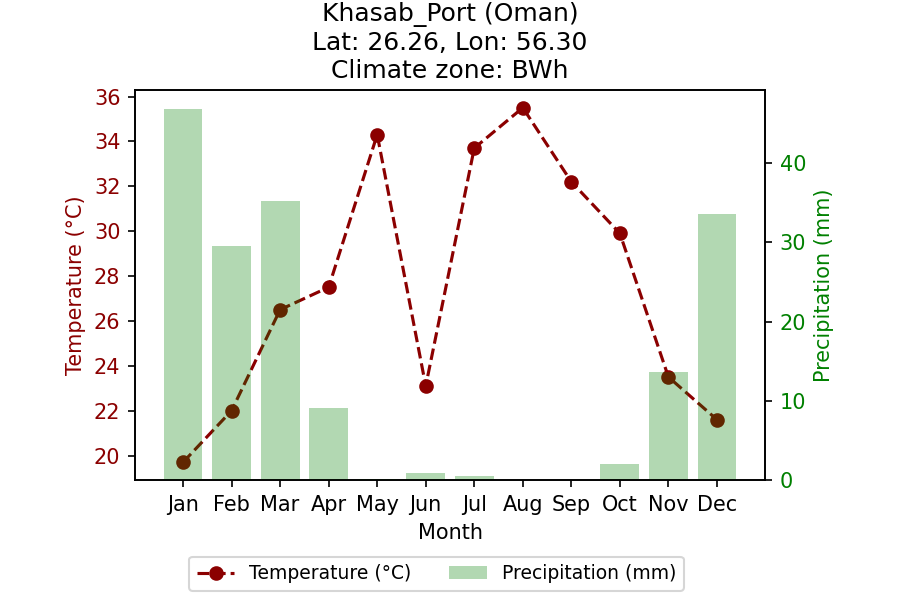 Khasab_Port (Oman)
Lat: 26.26, Lon: 56.30
Climate zone: BWh
Temperature (°C)
36
34
32
30
28
26
24
22
20
Precipitation (mm)
40
30
20
10
0
Jan Feb Mar Apr May Jun Jul Aug Sep Oct Nov Dec
Month
Temperature (°C) Precipitation (mm)